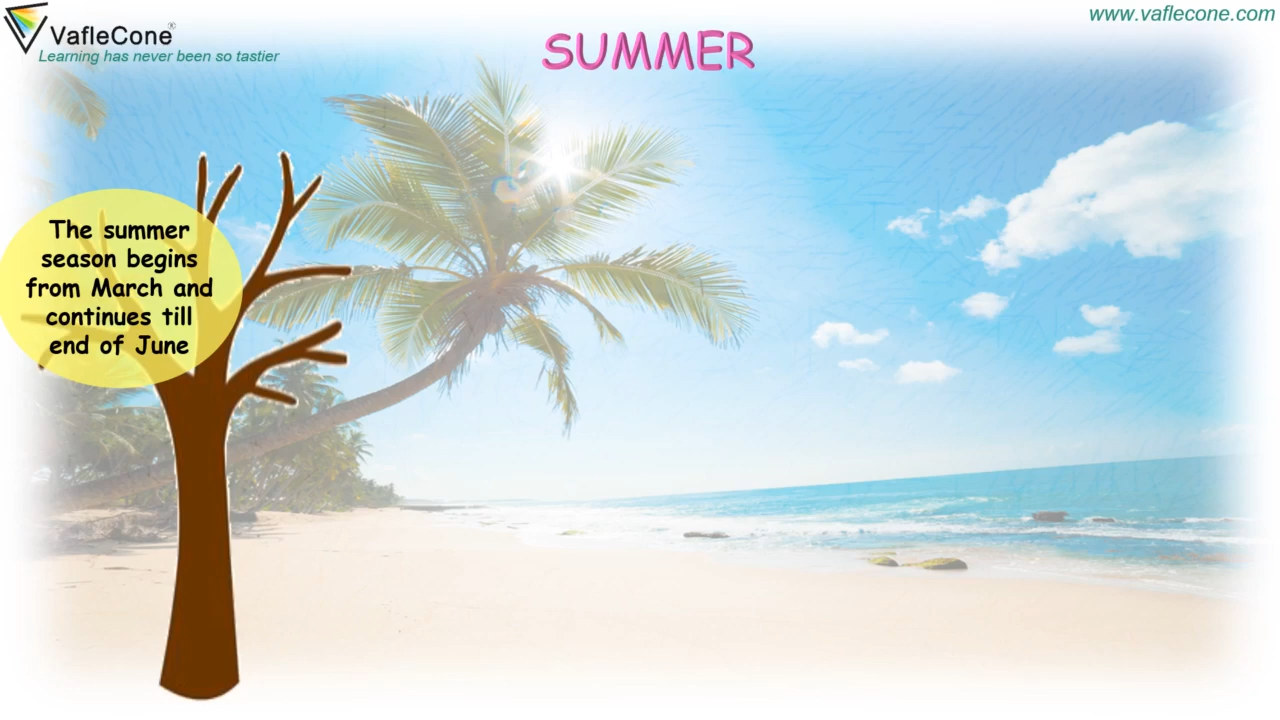 www.vaflecone.com
VafleCone®
Learning has never been so tastier
SUMMER
The summer
season begins
from March and
continues till
end of June